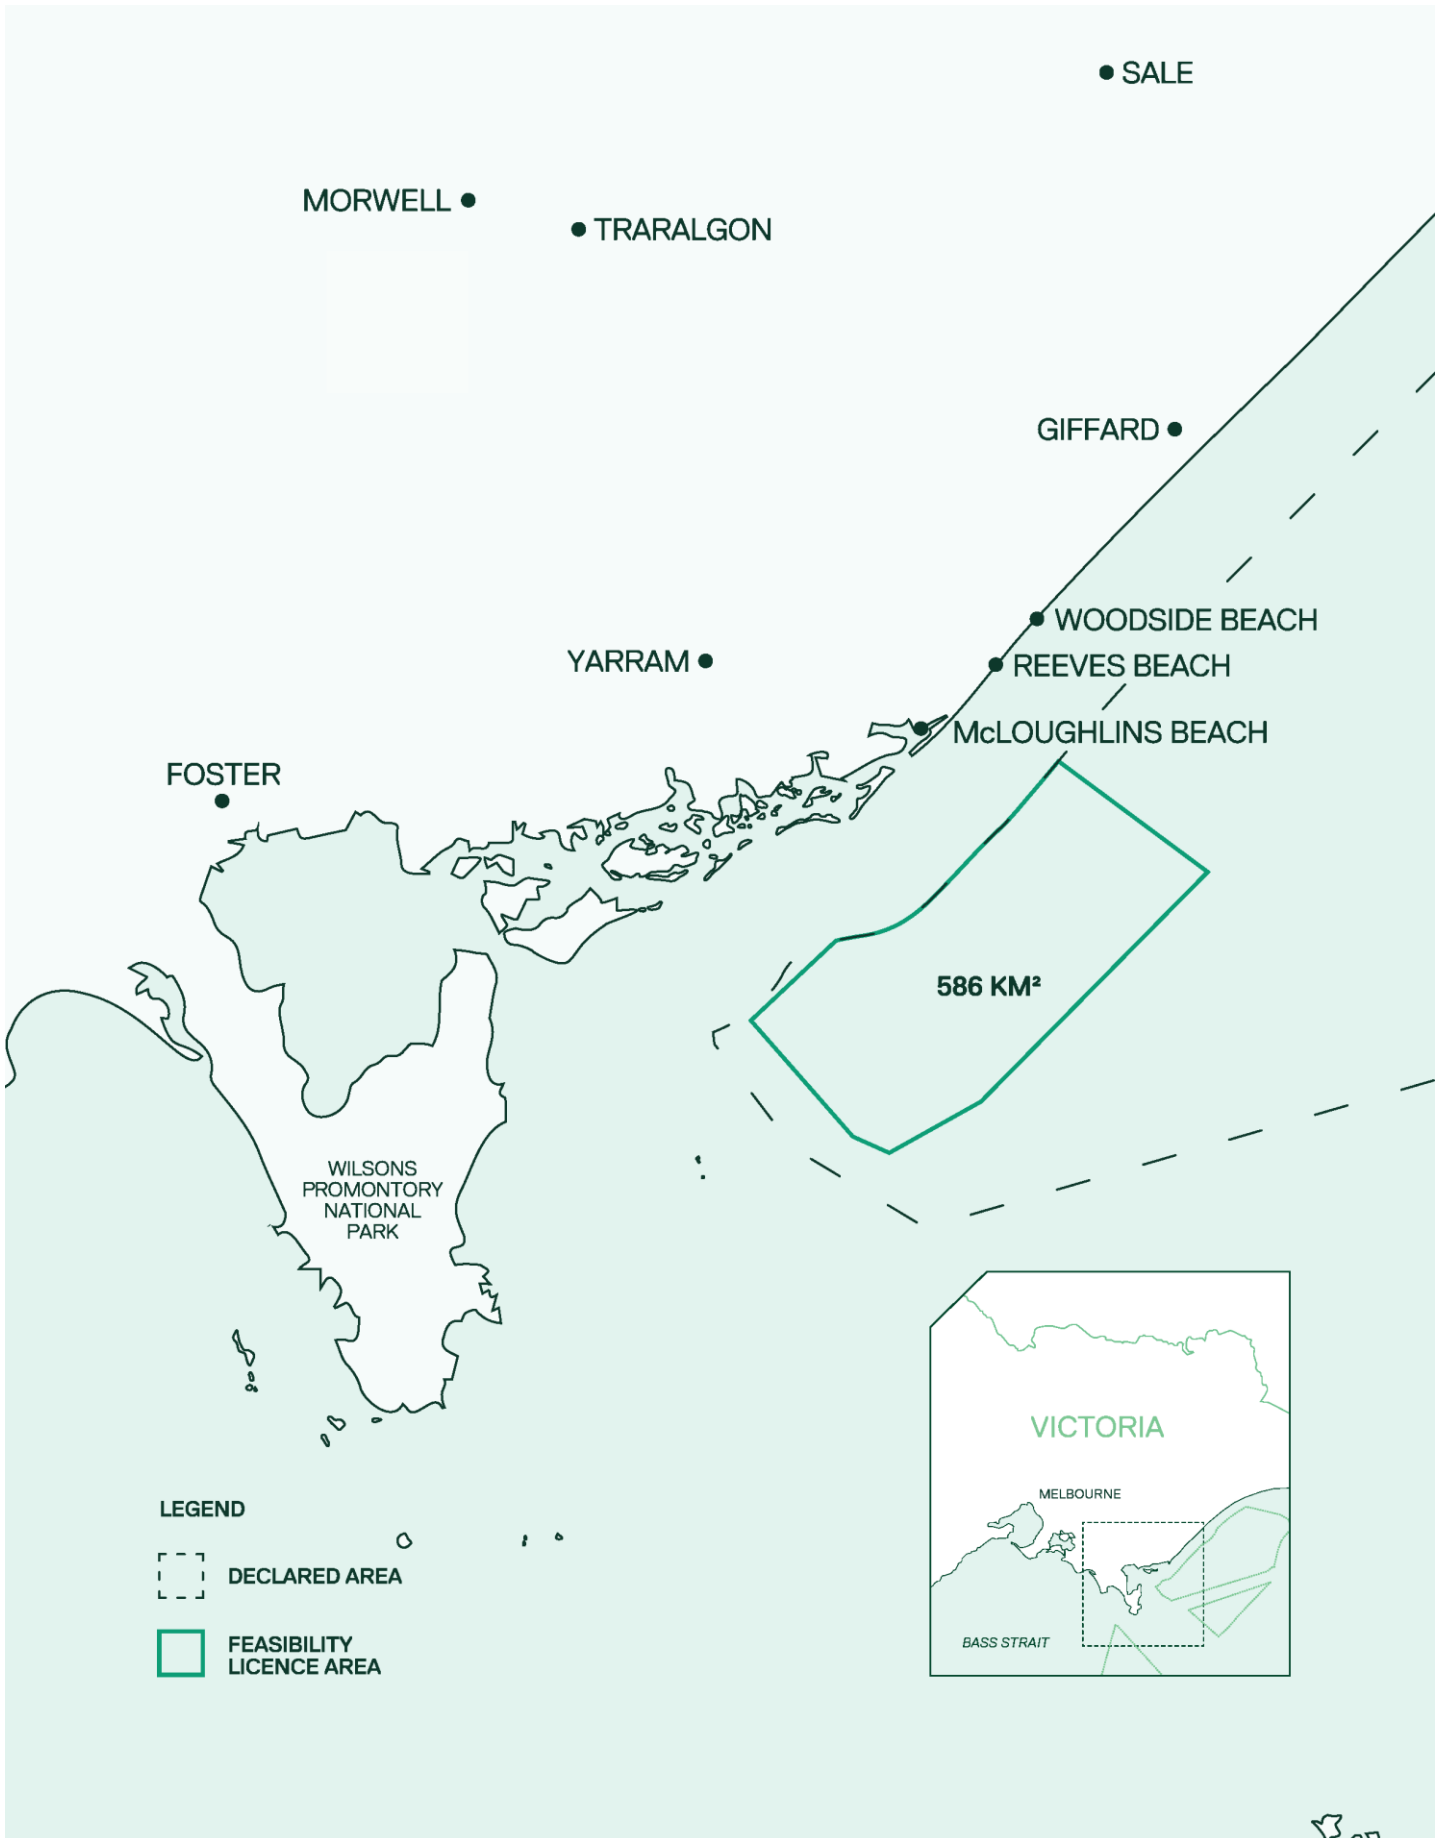 SALE
MORWELL
TRARALGON
GIFFARD
WOODSIDE BEACH
YARRAM
REEVES BEACH
McLOUGHLINS BEACH
FOSTER
586 KM²
WILSONS
PROMONTORY
NATIONAL
PARK
VICTORIA
MELBOURNE
BASS STRAIT
LEGEND
DECLARED AREA
FEASIBILITY
LICENCE AREA